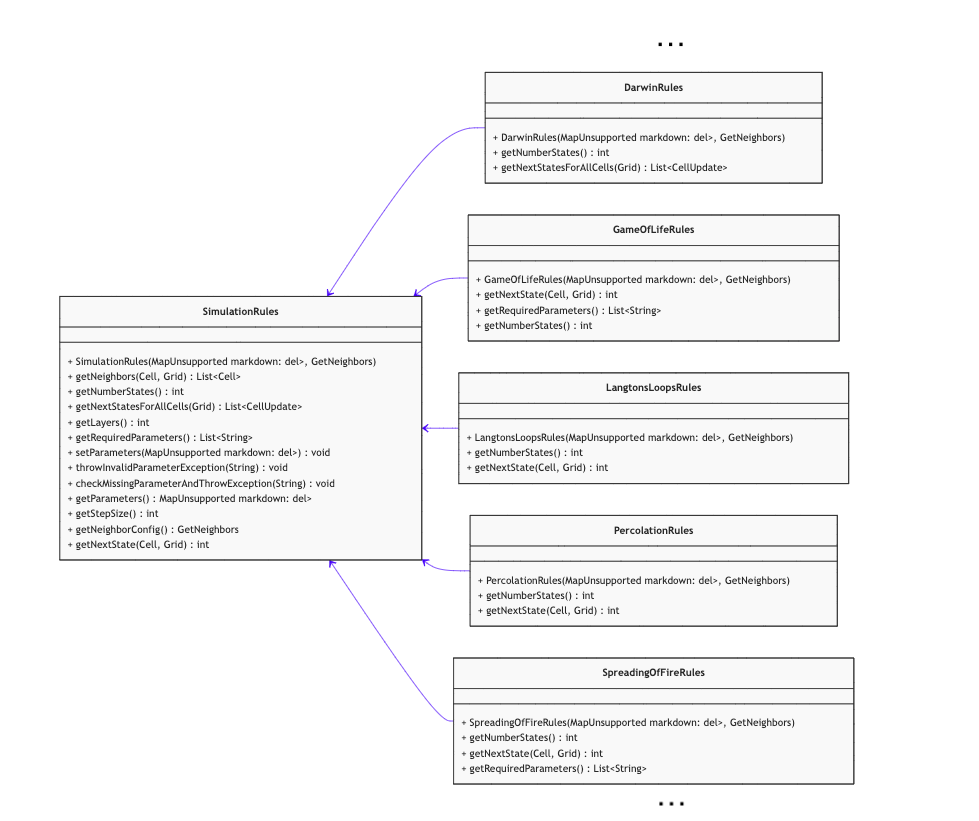 ...
DarwinRules
+ DarwinRules(MapUnsupported markdown: del>, GetNeighbors)
+ getNumberStates() : int
+ getNextStatesForAllCells(Grid) : List<CellUpdate>
GameOfLifeRules
+ GameOfLifeRules(MapUnsupported markdown: del>, GetNeighbors)
+ getNextState(Cell, Grid) : int
+ getRequiredParameters() : List<String>
+ getNumberStates() : int
SimulationRules
+ SimulationRules(MapUnsupported markdown: del>, GetNeighbors)
+ getNeighbors(Cell, Grid) : List<Cell>
+ getNumberStates() : int
+ getNextStatesForAllCells(Grid) : List<CellUpdate>
+ getLayers() : int
+ getRequiredParameters() : List<String>
+ setParameters(MapUnsupported markdown: del>) : void
+ throwInvalidParameterException(String) : void
+ checkMissingParameterAndThrowException(String) : void
+ getParameters() : MapUnsupported markdown: del>
+ getStepSize() : int
+ getNeighborConfig() : GetNeighbors
+ getNextState(Cell, Grid) : int
LangtonsLoopsRules
+ LangtonsLoopsRules(MapUnsupported markdown: del>, GetNeighbors)
+ getNumberStates() : int
+ getNextState(Cell, Grid) : int
PercolationRules
+ PercolationRules(MapUnsupported markdown: del>, GetNeighbors)
+ getNumberStates() : int
+ getNextState(Cell, Grid) : int
SpreadingOfFireRules
+ SpreadingOfFireRules(MapUnsupported markdown: del>, GetNeighbors)
+ getNumberStates() : int
+ getNextState(Cell, Grid) : int
+ getRequiredParameters() : List<String>
...